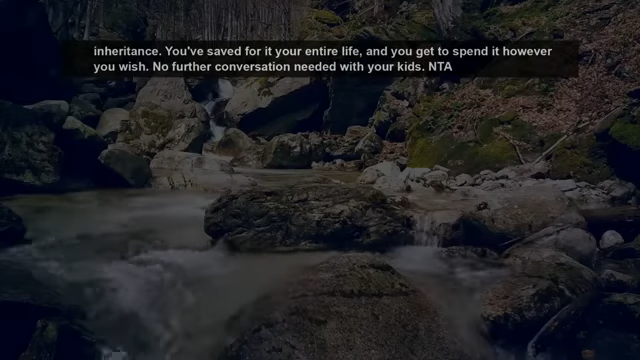 inheritance. You've saved for it your entire life, and you get to spend it however
you wish. No further conversation needed with your kids. NTA